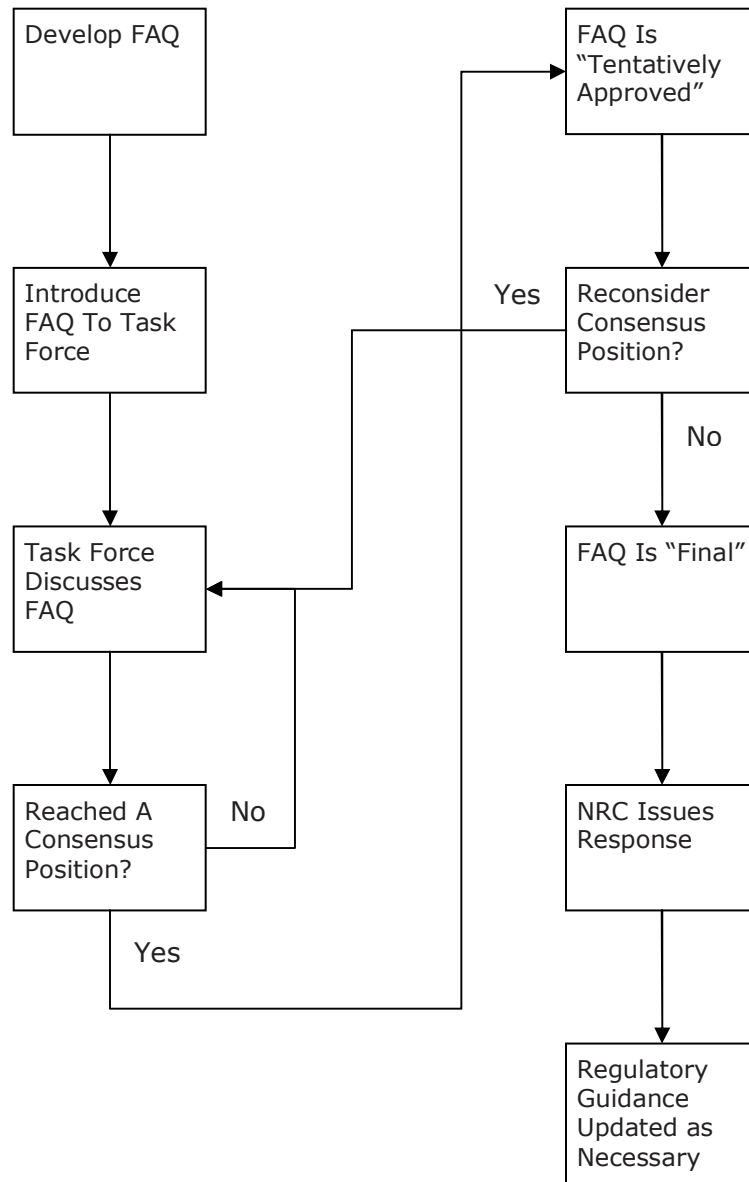 Develop FAQ
Introduce
FAQ To Task
Force
Task Force
Discusses
FAQ
Reached A
Consensus
Position?
No
Yes
FAQ Is
“Tentatively
Approved”
Reconsider
Consensus
Position?
Yes
No
FAQ Is “Final”
NRC Issues
Response
Regulatory
Guidance
Updated as
Necessary